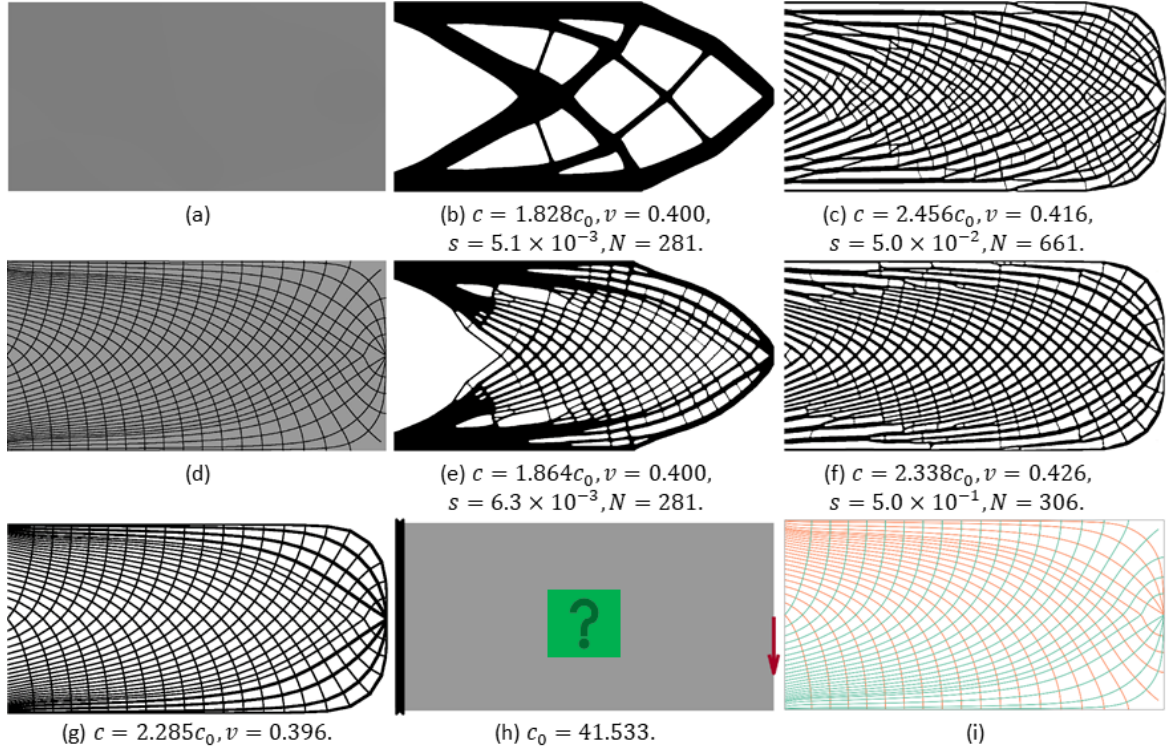 (a)
(b) c = 1.828c₀, v = 0.400,
s = 5.1 × 10⁻³, N = 281.
(c) c = 2.456c₀, v = 0.416,
s = 5.0 × 10⁻², N = 661.
(d)
(e) c = 1.864c₀, v = 0.400,
s = 6.3 × 10⁻³, N = 281.
(f) c = 2.338c₀, v = 0.426,
s = 5.0 × 10⁻¹, N = 306.
?
(g) c = 2.285c₀, v = 0.396.
(h) c₀ = 41.533.
(i)